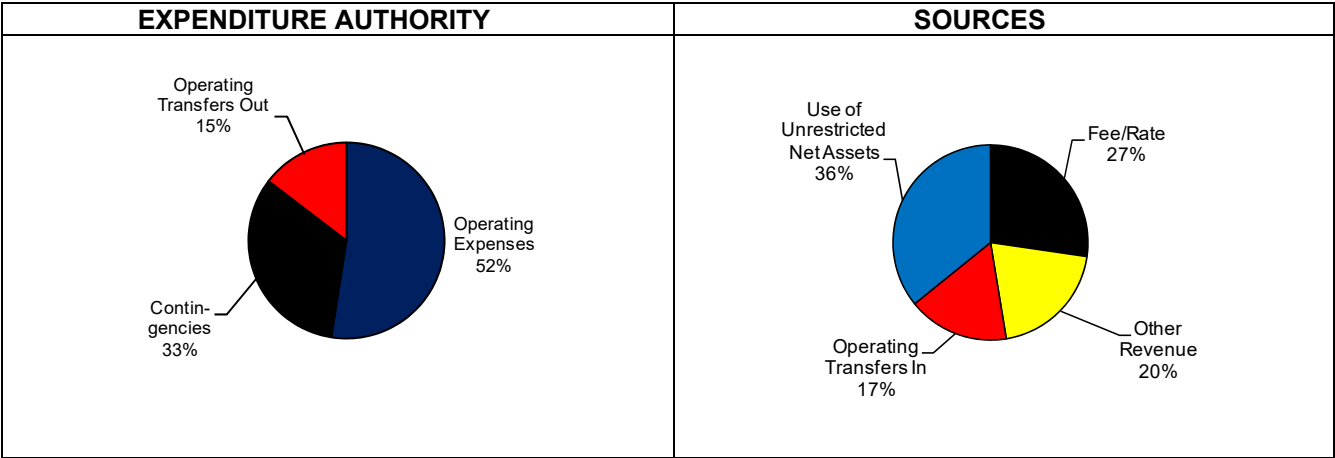 EXPENDITURE AUTHORITY
Operating
Transfers Out
15%
Operating
Expenses
52%
Contin-
gencies
33%
SOURCES
Use of
Unrestricted
Net Assets
36%
Fee/Rate
27%
Other
Revenue
20%
Operating
Transfers In
17%